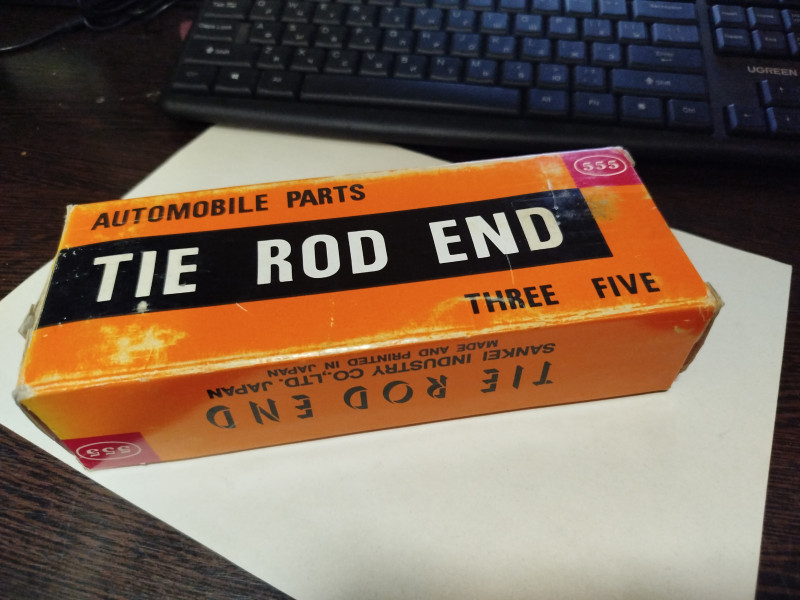 UGREEN
555
AUTOMOBILE PARTS
TIE ROD END
THREE FIVE
TIE ROD END
SANKEI INDUSTRY CO.,LTD. JAPAN
MADE AND PRINTED IN JAPAN
555